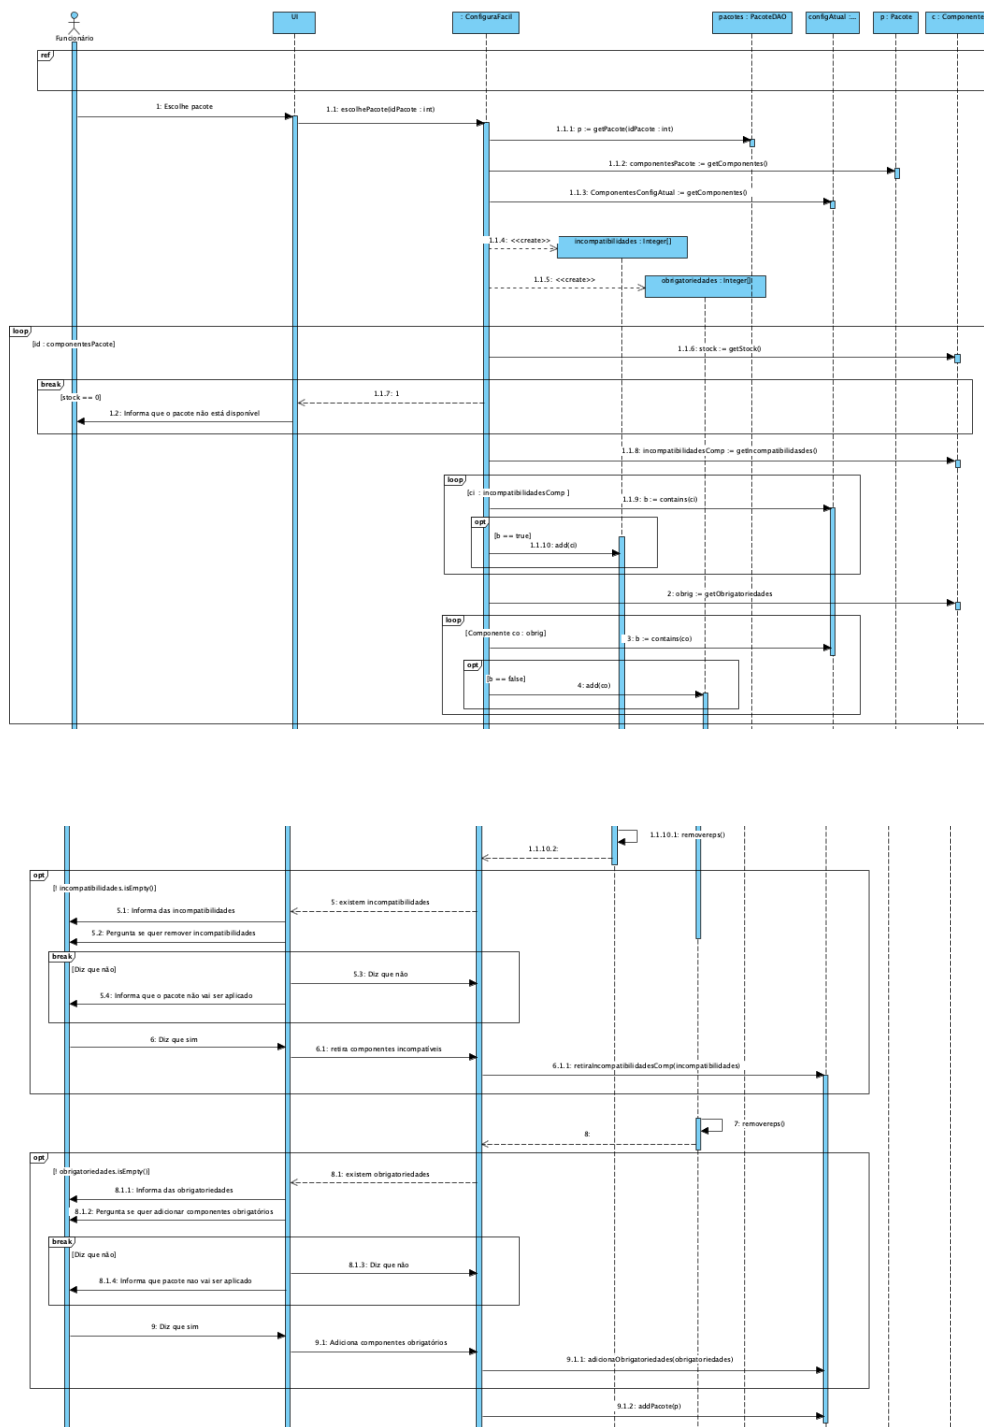 UI
: ConfiguraFacil
pacotes : PacoteDAO
configAtual :...
p : Pacote
c : Componente
Funcionário
ref
1: Escolhe pacote
1.1: escolhePacote(idPacote : int)
1.1.1: p := getPacote(idPacote : int)
1.1.2: componentesPacote := getComponentes()
1.1.3: ComponentesConfigAtual := getComponentes()
1.1.4: <<create>>
incompatibilidades : Integer[]
1.1.5: <<create>>
obrigatoriedades : Integer[]
loop
[id : componentesPacote]
1.1.6: stock := getStock()
break
[stock == 0]
1.1.7: 1
1.2: Informa que o pacote não está disponível
1.1.8: incompatibilidadesComp := getIncompatibilidasdes()
loop
[ci : incompatibilidadesComp ]
1.1.9: b := contains(ci)
opt
[b == true]
1.1.10: add(ci)
2: obrig := getObrigatoriedades
loop
[Componente co : obrig]
3: b := contains(co)
opt
[b == false]
4: add(co)
1.1.10.1: removereps()
1.1.10.2:
opt
[! incompatibilidades.isEmpty()]
5: existem incompatibilidades
5.1: Informa das incompatibilidades
5.2: Pergunta se quer remover incompatibilidades
break
[Diz que não]
5.3: Diz que não
5.4: Informa que o pacote não vai ser aplicado
6: Diz que sim
6.1: retira componentes incompatíveis
6.1.1: retiraIncompatibilidadesComp(incompatibilidades)
7: removereps()
8:
opt
[! obrigatoriedades.isEmpty()]
8.1: existem obrigatoriedades
8.1.1: Informa das obrigatoriedades
8.1.2: Pergunta se quer adicionar componentes obrigatórios
break
[Diz que não]
8.1.3: Diz que não
8.1.4: Informa que pacote nao vai ser aplicado
9: Diz que sim
9.1: Adiciona componentes obrigatórios
9.1.1: adicionaObrigatoriedades(obrigatoriedades)
9.1.2: addPacote(p)